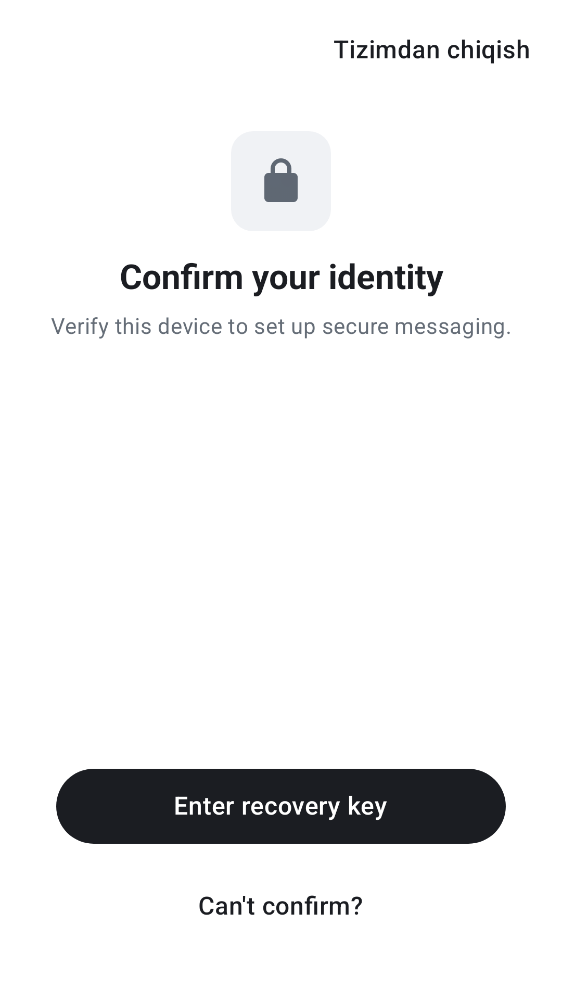 Tizimdan chiqish
Confirm your identity
Verify this device to set up secure messaging.
Enter recovery key
Can't confirm?